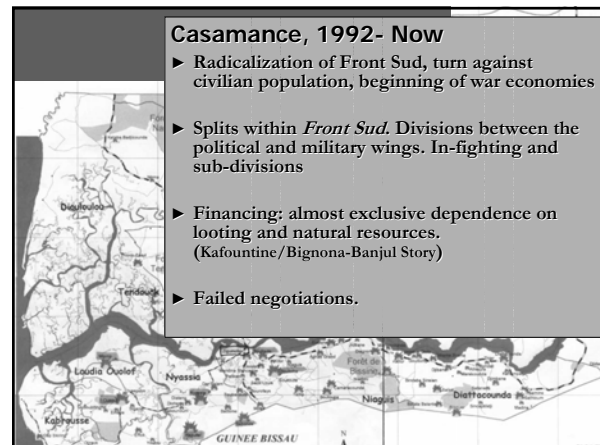 Casamance, 1992- Now
► Radicalization of Front Sud, turn against
civilian population, beginning of war economies
► Splits within Front Sud. Divisions between the
political and military wings. In-fighting and
sub-divisions
► Financing: almost exclusive dependence on
looting and natural resources.
(Kafountine/Bignona-Banjul Story)
► Failed negotiations.
Diouloulou
Tendouck
Loudia Ouolof
Nyassia
Forêt de
Niaguis
Diattacounda
Kabrousse
GUINEE BISSAU
N